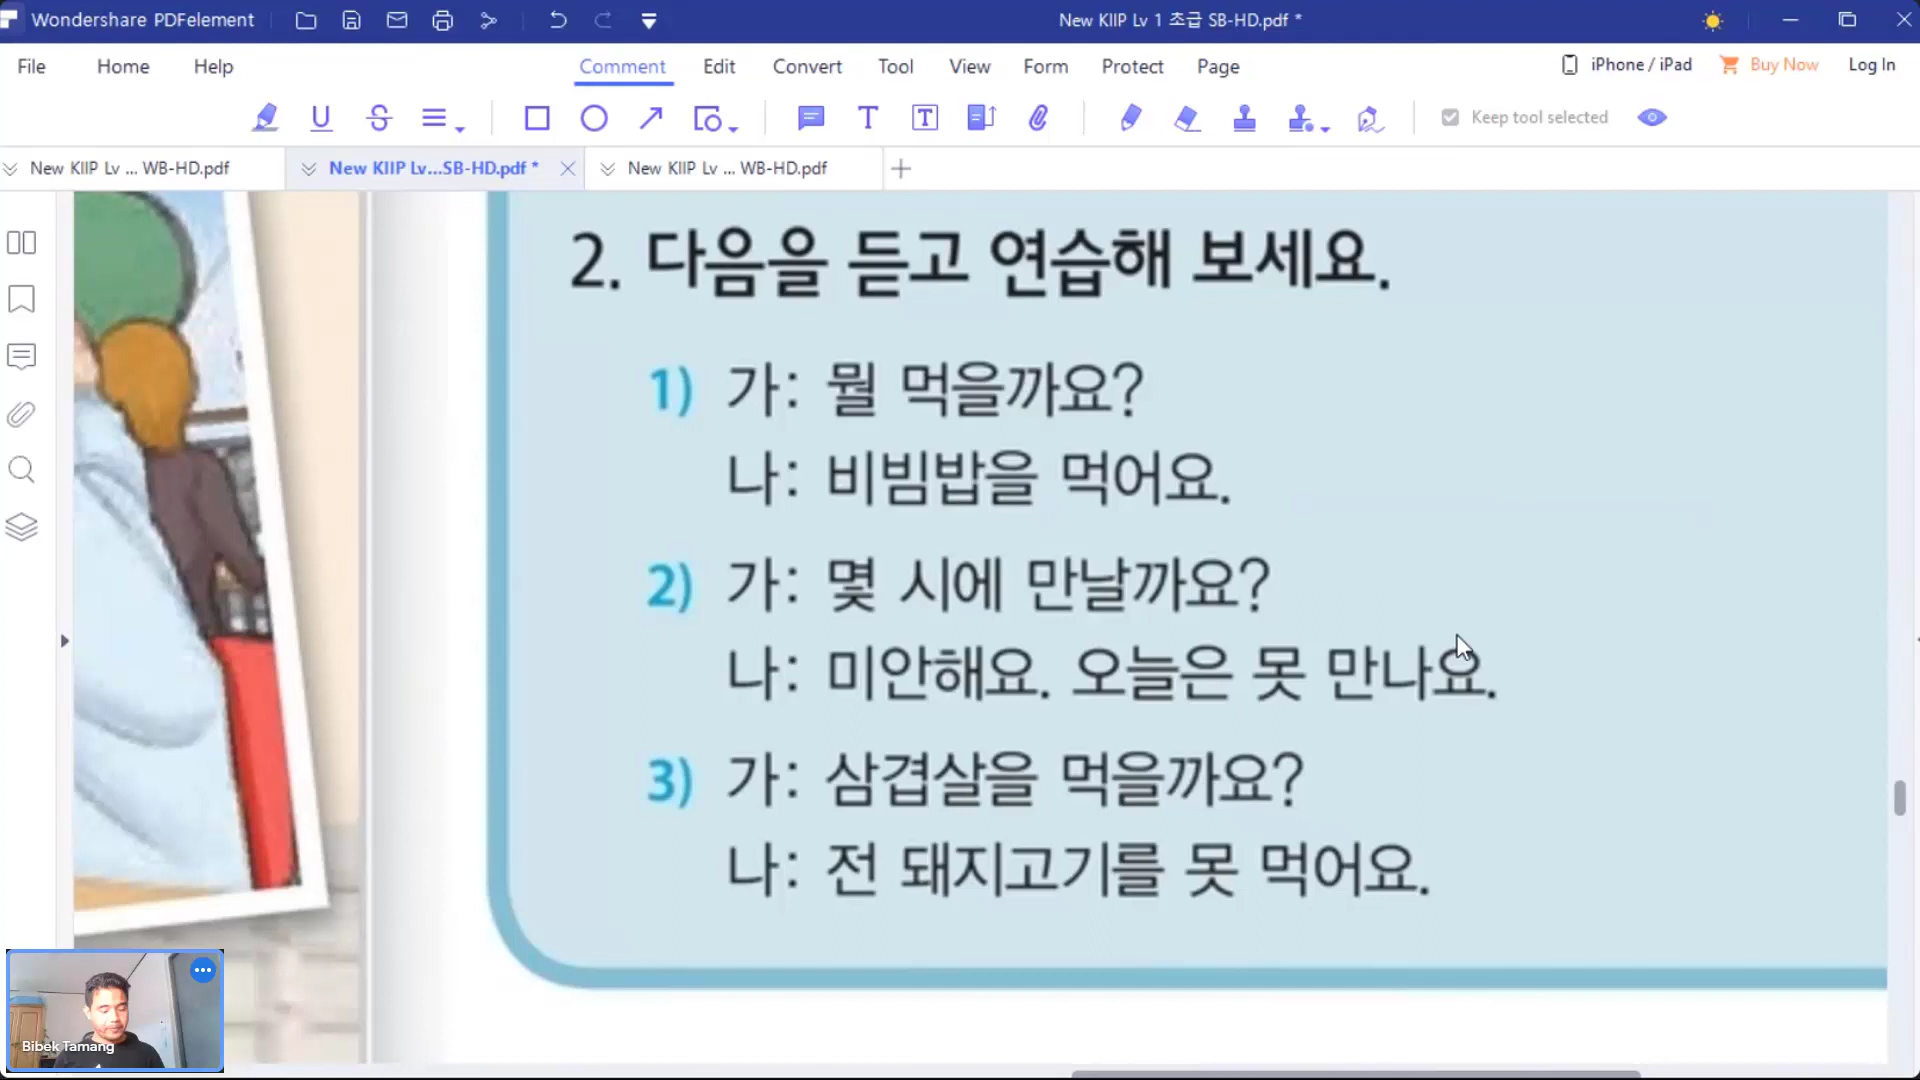 Wondershare PDFelement
New KIIP Lv 1 초급 SB-HD.pdf *
File Home Help Comment Edit Convert Tool View Form Protect Page iPhone / iPad Buy Now Log In
Keep tool selected
New KIIP Lv ... WB-HD.pdf
New KIIP Lv...SB-HD.pdf *
New KIIP Lv ... WB-HD.pdf
2. 다음을 듣고 연습해 보세요.
1) 가: 뭘 먹을까요?
나: 비빔밥을 먹어요.
2) 가: 몇 시에 만날까요?
나: 미안해요. 오늘은 못 만나요.
3) 가: 삼겹살을 먹을까요?
나: 전 돼지고기를 못 먹어요.
Bibek Tamang